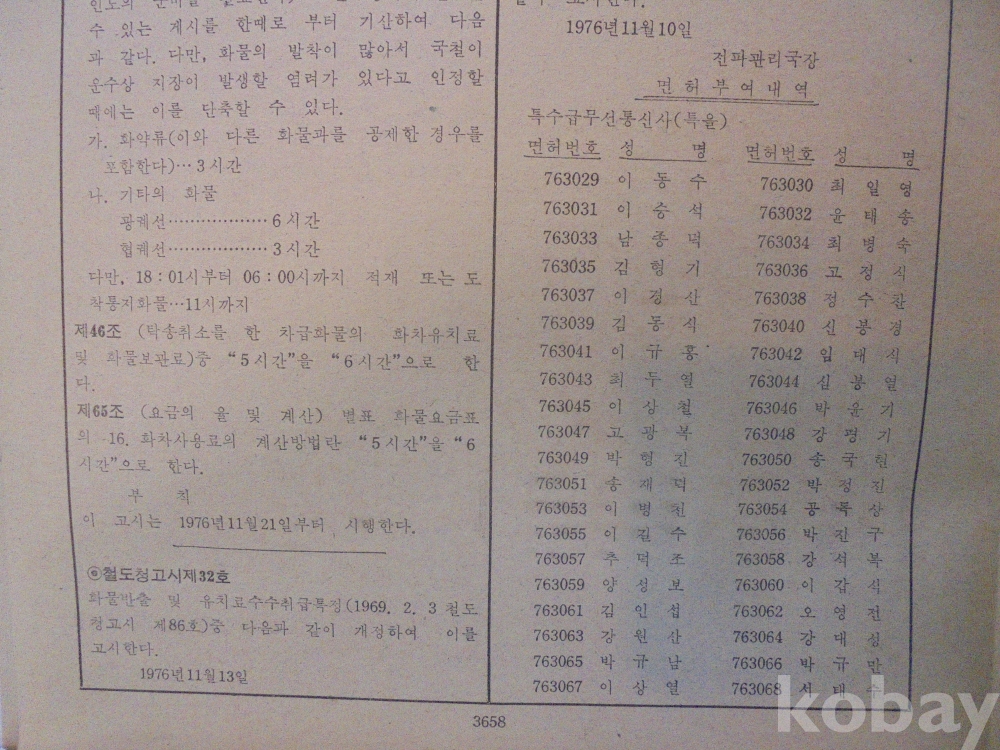 수 있는 게시를 한때로 부터 기산하여 다음
과 같다. 다만, 화물의 발착이 많아서 국철이
운수상 지장이 발생할 염려가 있다고 인정할
때에는 이를 단축할 수 있다.
가. 화약류(이와 다른 화물과를 공제한 경우를
포함한다)…3시간
나. 기타의 화물
광궤선………………6시간
협궤선………………3시간
다만, 18:01시부터 06:00시까지 적재 또는 도
착통지화물…11시까지
제46조 (탁송취소를 한 차급화물의 화차유치료
및 화물보관료)중 “5시간”을 “6시간”으로 한
다.
제65조 (요금의 율 및 계산) 별표 화물요금표
의 16. 화차사용료의 계산방법란 “5시간”을 “6
시간”으로 한다.
부 칙
이 고시는 1976년11월21일부터 시행한다.
◎철도청고시제32호
화물반출 및 유치료수수취급특정(1969. 2. 3 철도
청고시 제86호)중 다음과 같이 개정하여 이를
고시한다.
1976년11월13일
1976년11월10일
전파관리국장
면허부여내역
특수급무선통신사(특을)
면허번호 성 명 면허번호 성 명
763029 이동수 763030 최일영
763031 이승석 763032 윤태송
763033 남종덕 763034 최병숙
763035 김형기 763036 고정식
763037 이경산 763038 정수찬
763039 김동식 763040 신봉경
763041 이규홍 763042 임대식
763043 최두열 763044 심봉열
763045 이상철 763046 박윤기
763047 고광복 763048 강평기
763049 박형진 763050 송국헌
763051 송재덕 763052 박정진
763053 이병천 763054 공록상
763055 이길수 763056 박진구
763057 추덕조 763058 강석복
763059 양성보 763060 이갑식
763061 김인섭 763062 오영전
763063 강원산 763064 강대성
763065 박규남 763066 박규만
763067 이상열 763068 서태수
3658
kobay